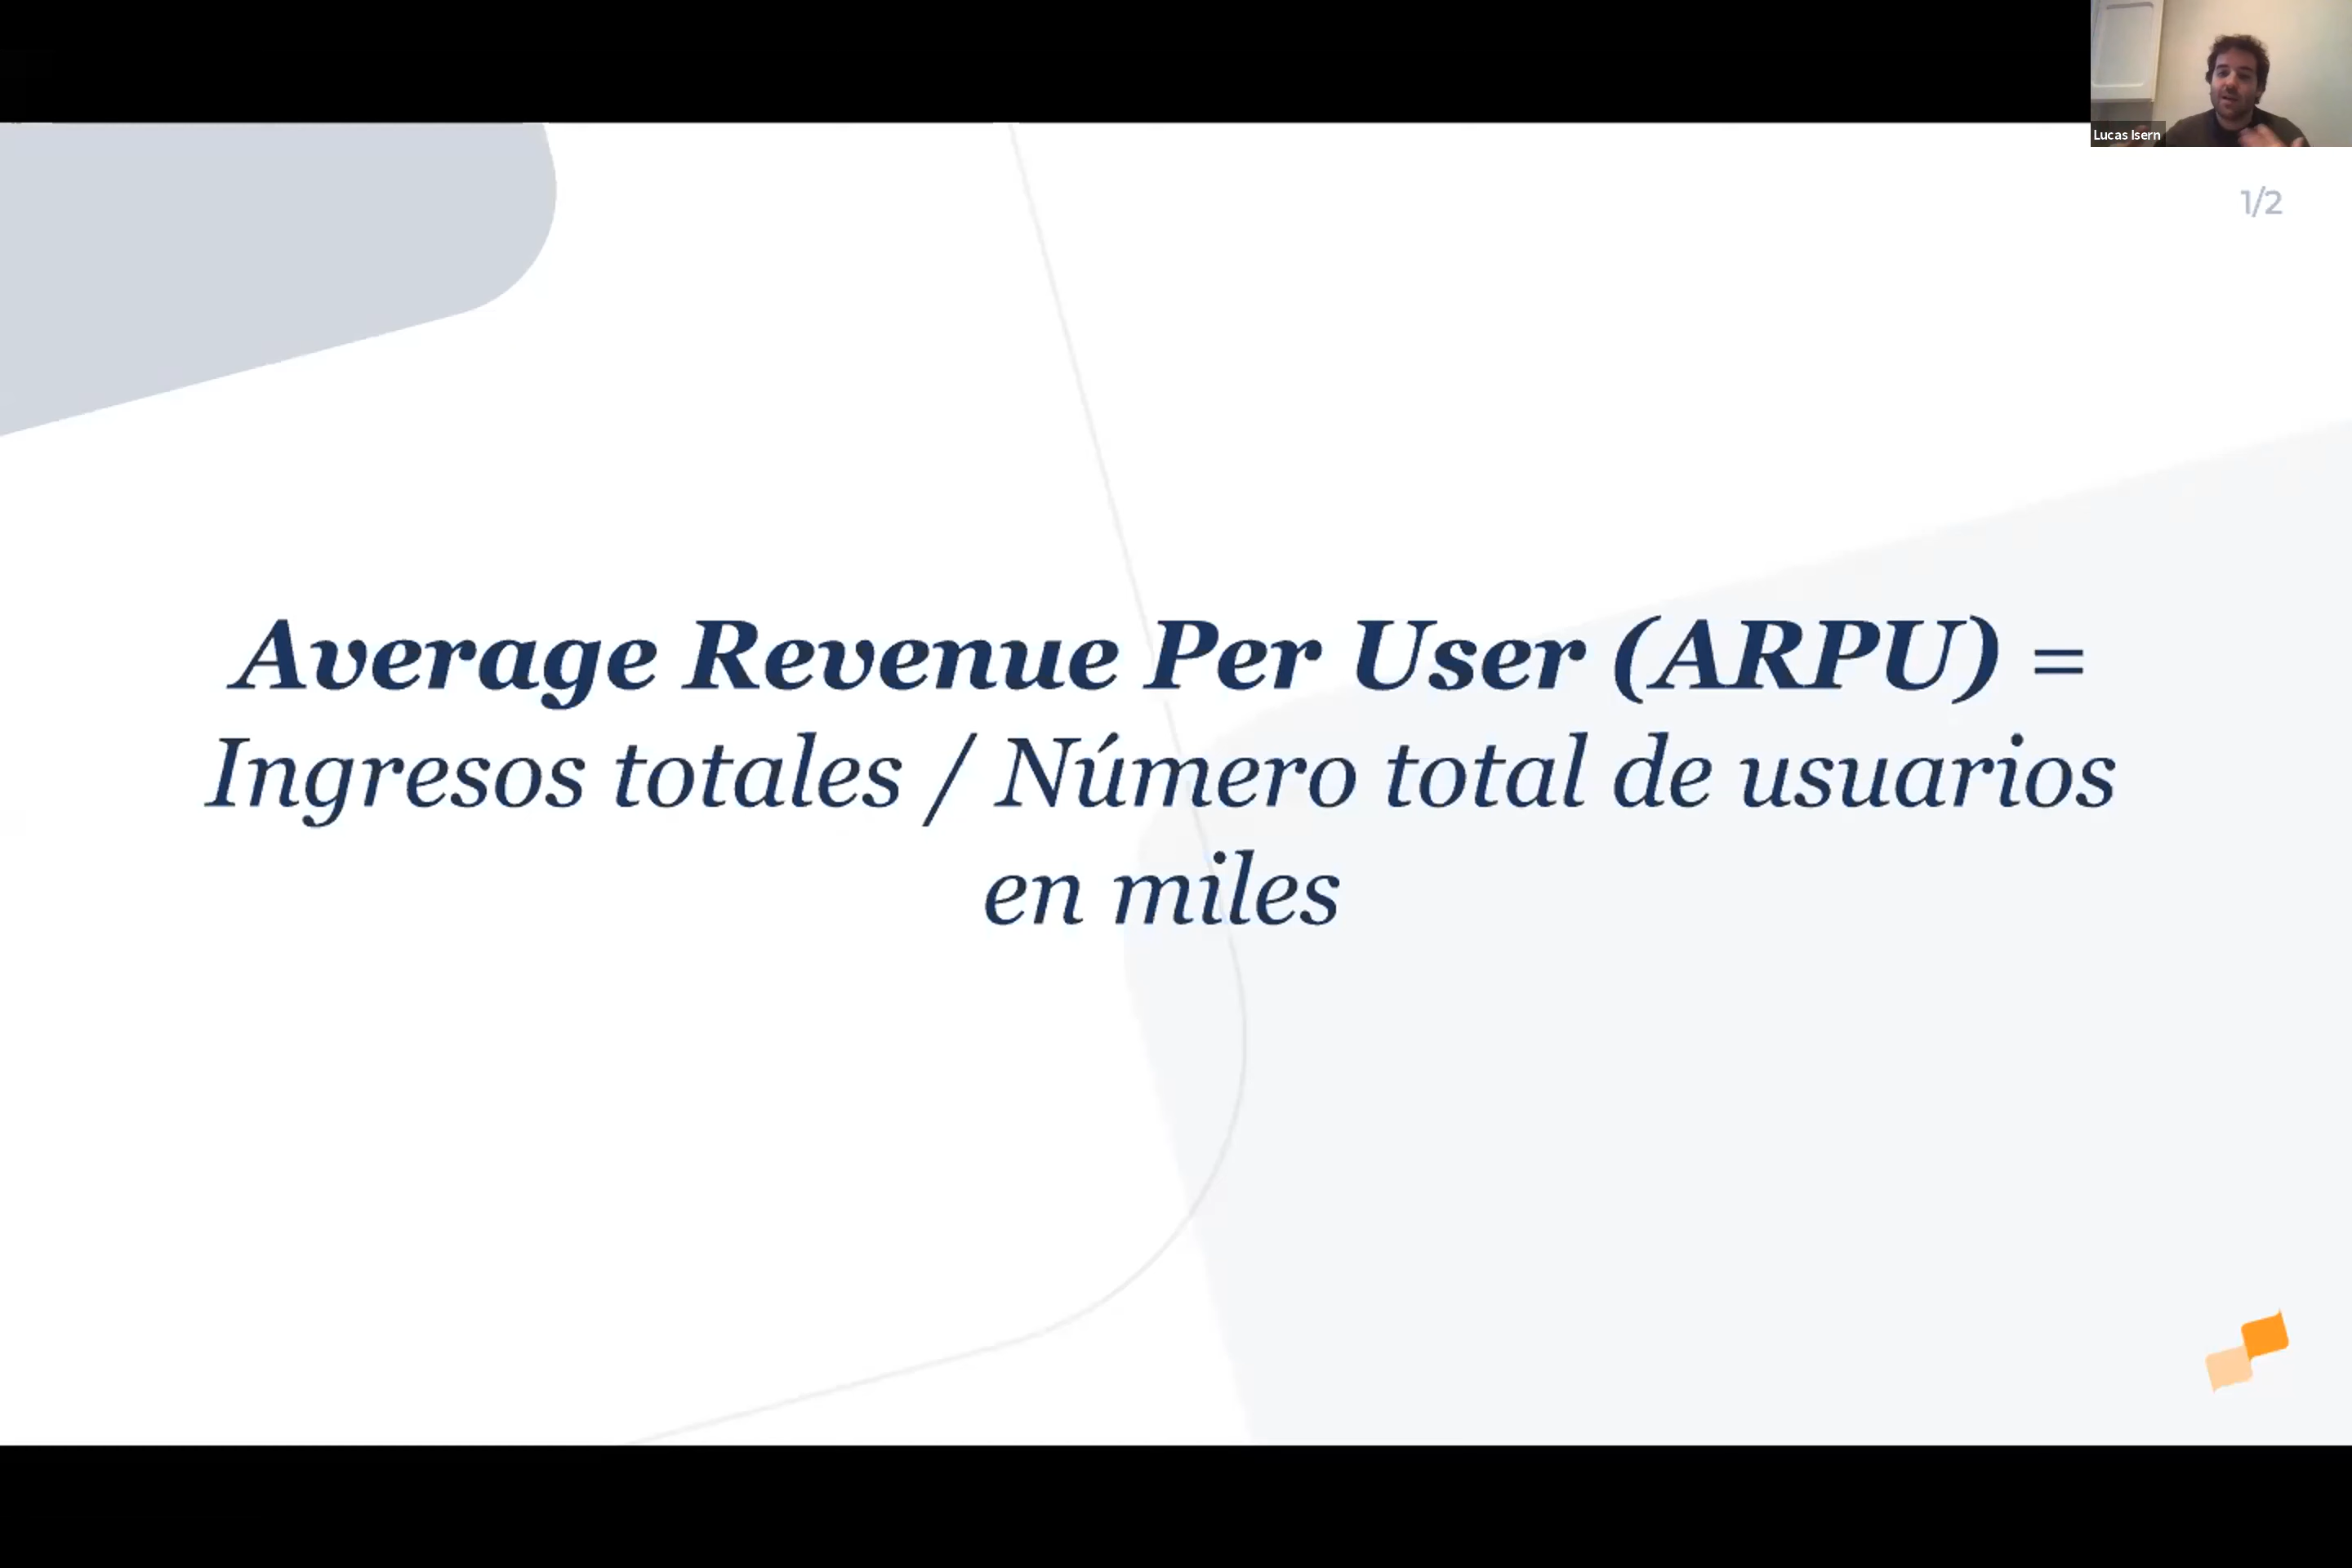 Lucas Isern
1/2
Average Revenue Per User (ARPU) =
Ingresos totales / Número total de usuarios
en miles